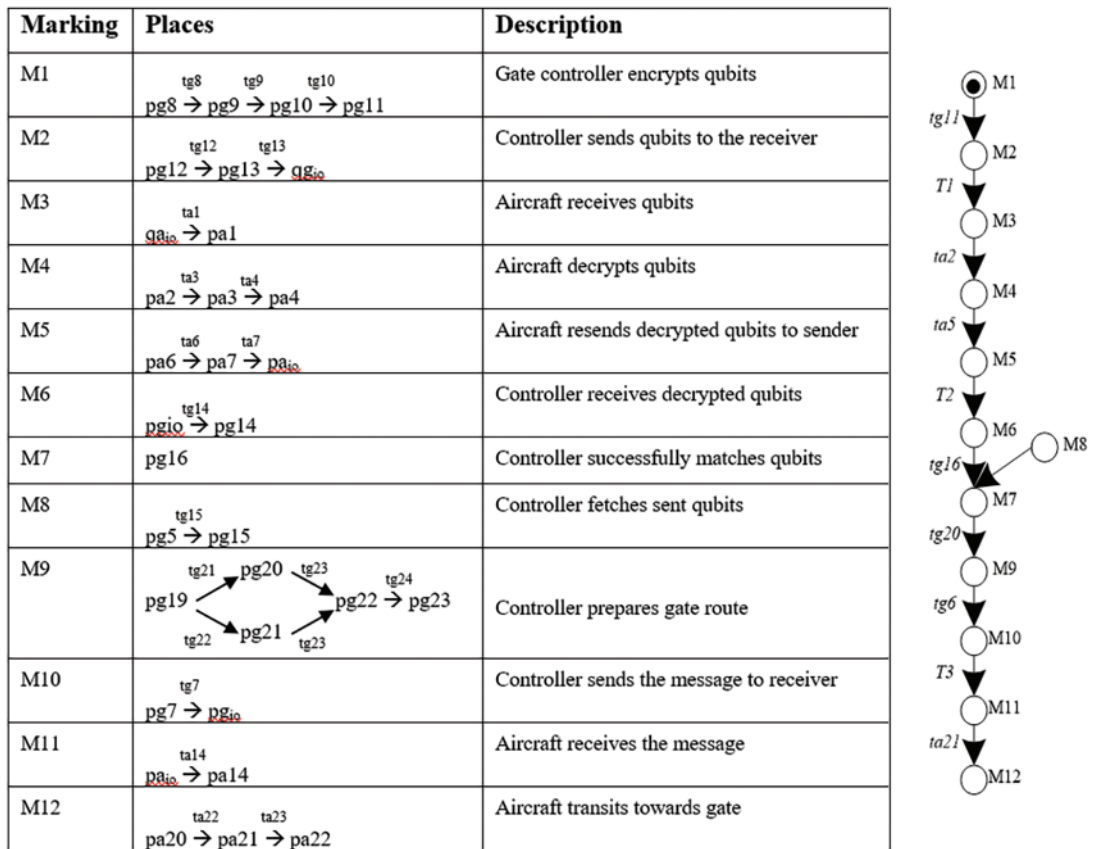 Marking Places Description
M1 Gate controller encrypts qubits
tg8 tg9 tg10
pg8 → pg9 → pg10 → pg11
M2 Controller sends qubits to the receiver
tg12 tg13
pg12 → pg13 → qgio
M3 Aircraft receives qubits
ta1
qaio → pa1
M4 Aircraft decrypts qubits
ta3 ta4
pa2 → pa3 → pa4
M5 Aircraft resends decrypted qubits to sender
ta6 ta7
pa6 → pa7 → paio
M6 Controller receives decrypted qubits
tg14
pgio → pg14
M7 pg16 Controller successfully matches qubits
M8 Controller fetches sent qubits
tg15
pg5 → pg15
M9
tg21 pg20 tg23
tg24
pg19 pg22 → pg23 Controller prepares gate route
tg22 pg21 tg23
M10 Controller sends the message to receiver
tg7
pg7 → pgio
M11 Aircraft receives the message
ta14
paio → pa14
M12 Aircraft transits towards gate
ta22 ta23
pa20 → pa21 → pa22
M1
tg11
M2
T1
M3
ta2
M4
ta5
M5
T2
M6
M8
tg16
M7
tg20
M9
tg6
M10
T3
M11
ta21
M12